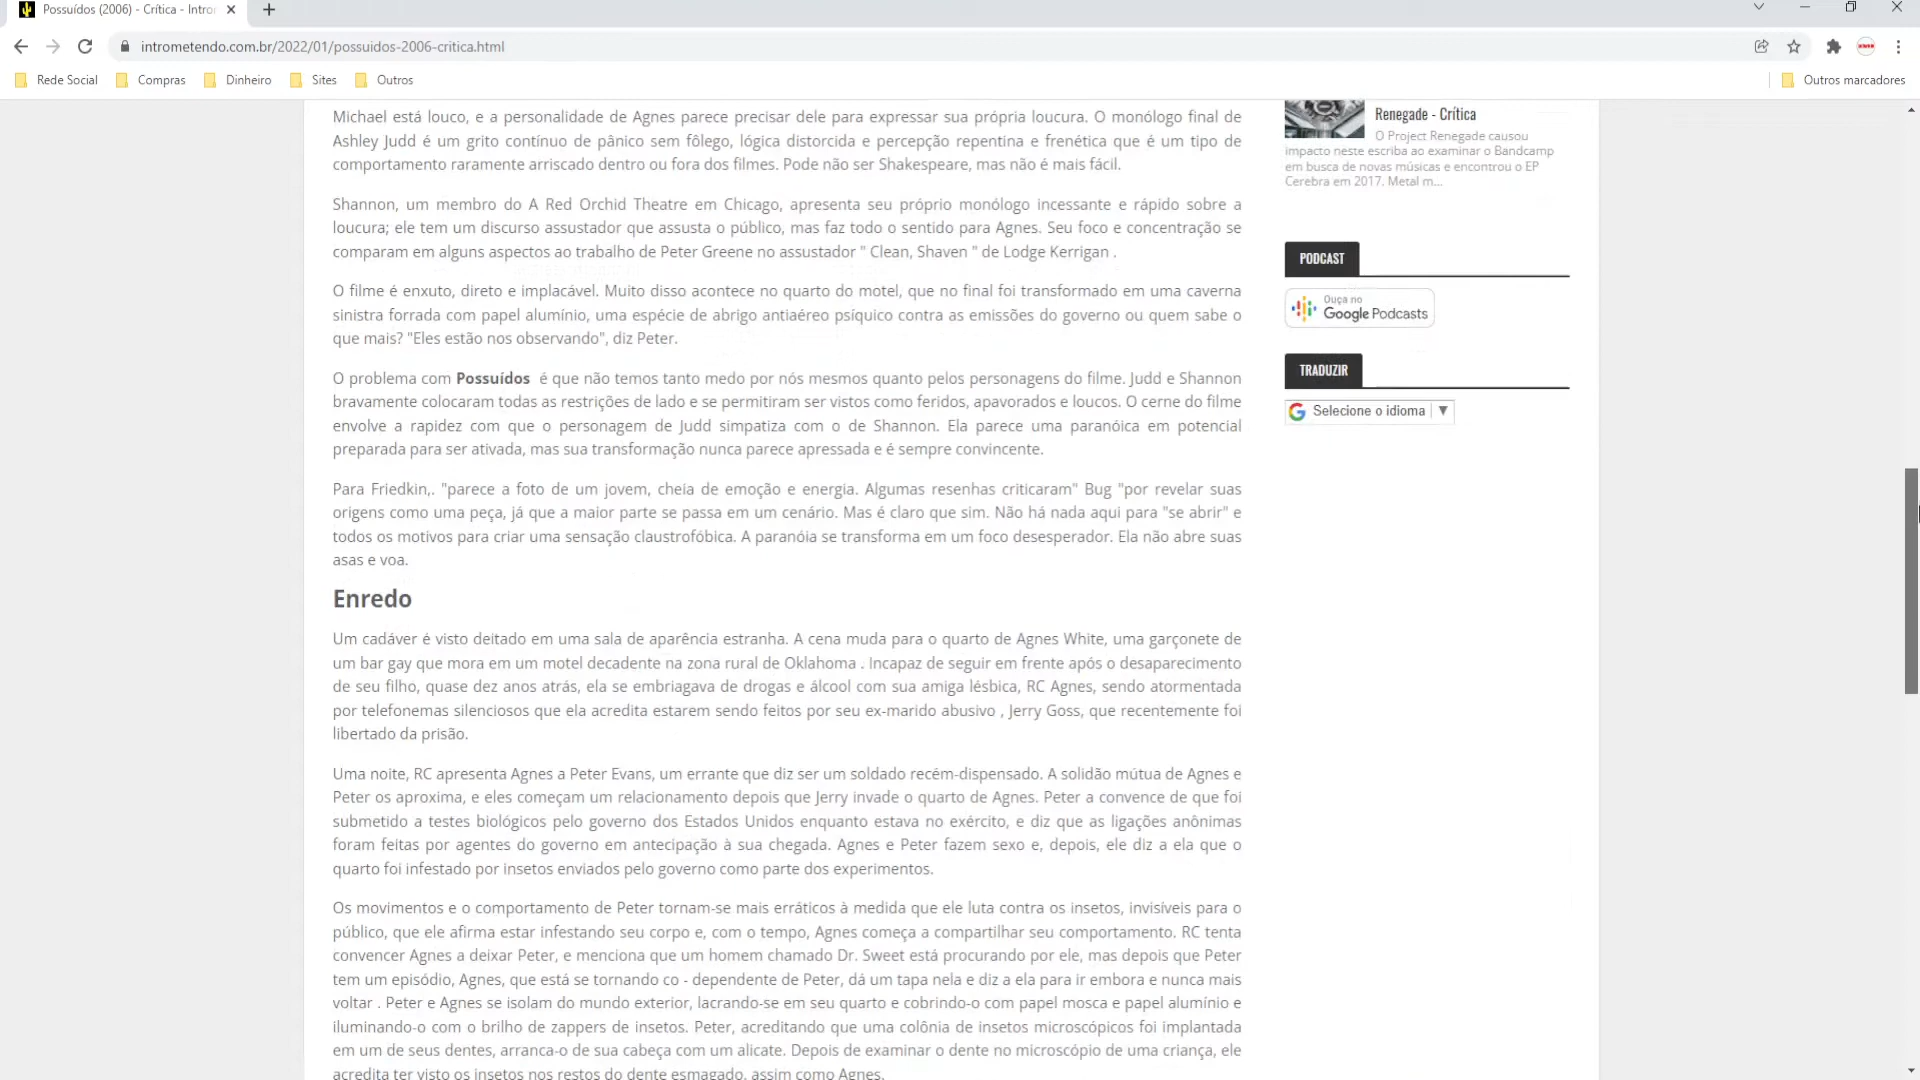 Possuídos (2006) - Crítica - Intror
intrometendo.com.br/2022/01/possuidos-2006-critica.html
Rede Social
Compras
Dinheiro
Sites
Outros
Outros marcadores
Michael está louco, e a personalidade de Agnes parece precisar dele para expressar sua própria loucura. O monólogo final de
Ashley Judd é um grito contínuo de pânico sem fôlego, lógica distorcida e percepção repentina e frenética que é um tipo de
comportamento raramente arriscado dentro ou fora dos filmes. Pode não ser Shakespeare, mas não é mais fácil.
Shannon, um membro do A Red Orchid Theatre em Chicago, apresenta seu próprio monólogo incessante e rápido sobre a
loucura; ele tem um discurso assustador que assusta o público, mas faz todo o sentido para Agnes. Seu foco e concentração se
comparam em alguns aspectos ao trabalho de Peter Greene no assustador " Clean, Shaven " de Lodge Kerrigan .
O filme é enxuto, direto e implacável. Muito disso acontece no quarto do motel, que no final foi transformado em uma caverna
sinistra forrada com papel alumínio, uma espécie de abrigo antiaéreo psíquico contra as emissões do governo ou quem sabe o
que mais? "Eles estão nos observando", diz Peter.
O problema com Possuídos é que não temos tanto medo por nós mesmos quanto pelos personagens do filme. Judd e Shannon
bravamente colocaram todas as restrições de lado e se permitiram ser vistos como feridos, apavorados e loucos. O cerne do filme
envolve a rapidez com que o personagem de Judd simpatiza com o de Shannon. Ela parece uma paranóica em potencial
preparada para ser ativada, mas sua transformação nunca parece apressada e é sempre convincente.
Para Friedkin,. "parece a foto de um jovem, cheia de emoção e energia. Algumas resenhas criticaram" Bug "por revelar suas
origens como uma peça, já que a maior parte se passa em um cenário. Mas é claro que sim. Não há nada aqui para "se abrir" e
todos os motivos para criar uma sensação claustrofóbica. A paranóia se transforma em um foco desesperador. Ela não abre suas
asas e voa.
Enredo
Um cadáver é visto deitado em uma sala de aparência estranha. A cena muda para o quarto de Agnes White, uma garçonete de
um bar gay que mora em um motel decadente na zona rural de Oklahoma . Incapaz de seguir em frente após o desaparecimento
de seu filho, quase dez anos atrás, ela se embriagava de drogas e álcool com sua amiga lésbica, RC Agnes, sendo atormentada
por telefonemas silenciosos que ela acredita estarem sendo feitos por seu ex-marido abusivo , Jerry Goss, que recentemente foi
libertado da prisão.
Uma noite, RC apresenta Agnes a Peter Evans, um errante que diz ser um soldado recém-dispensado. A solidão mútua de Agnes e
Peter os aproxima, e eles começam um relacionamento depois que Jerry invade o quarto de Agnes. Peter a convence de que foi
submetido a testes biológicos pelo governo dos Estados Unidos enquanto estava no exército, e diz que as ligações anônimas
foram feitas por agentes do governo em antecipação à sua chegada. Agnes e Peter fazem sexo e, depois, ele diz a ela que o
quarto foi infestado por insetos enviados pelo governo como parte dos experimentos.
Os movimentos e o comportamento de Peter tornam-se mais erráticos à medida que ele luta contra os insetos, invisíveis para o
público, que ele afirma estar infestando seu corpo e, com o tempo, Agnes começa a compartilhar seu comportamento. RC tenta
convencer Agnes a deixar Peter, e menciona que um homem chamado Dr. Sweet está procurando por ele, mas depois que Peter
tem um episódio, Agnes, que está se tornando co - dependente de Peter, dá um tapa nela e diz a ela para ir embora e nunca mais
voltar . Peter e Agnes se isolam do mundo exterior, lacrando-se em seu quarto e cobrindo-o com papel mosca e papel alumínio e
iluminando-o com o brilho de zappers de insetos. Peter, acreditando que uma colônia de insetos microscópicos foi implantada
em um de seus dentes, arranca-o de sua cabeça com um alicate. Depois de examinar o dente no microscópio de uma criança, ele
acredita ter visto os insetos nos restos do dente esmagado, assim como Agnes.
Renegade - Crítica
O Project Renegade causou
impacto neste escriba ao examinar o Bandcamp
em busca de novas músicas e encontrou o EP
Cerebra em 2017. Metal m...
PODCAST
Ouça no
Google Podcasts
TRADUZIR
Selecione o idioma